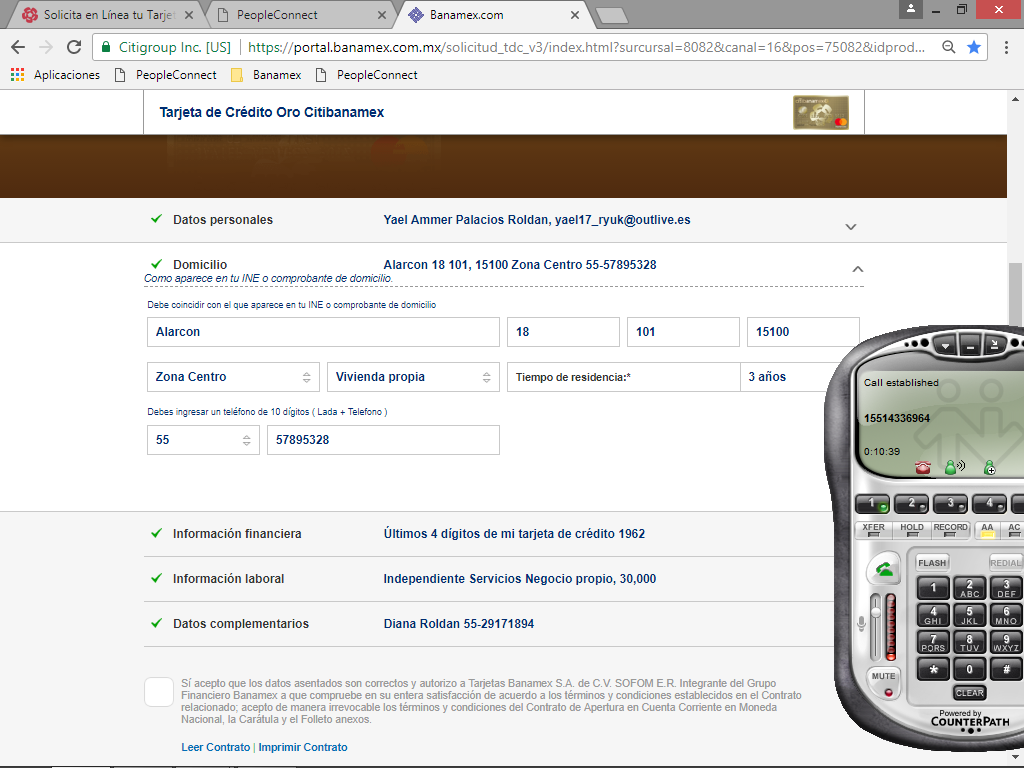 Solicita en Línea tu Tarjet
PeopleConnect
Banamex.com
Citigroup Inc. [US]
https://portal.banamex.com.mx/solicitud_tdc_v3/index.html?surcursal=8082&canal=16&pos=75082&idprod...
Aplicaciones
PeopleConnect
Banamex
PeopleConnect
Tarjeta de Crédito Oro Citibanamex
Datos personales
Yael Ammer Palacios Roldan, yael17_ryuk@outlive.es
Domicilio
Alarcon 18 101, 15100 Zona Centro 55-57895328
Como aparece en tu INE o comprobante de domicilio.
Debe coincidir con el que aparece en tu INE o comprobante de domicilio
Alarcon
18
101
15100
Zona Centro
Vivienda propia
Tiempo de residencia:*
3 años
Debes ingresar un teléfono de 10 dígitos ( Lada + Telefono )
55
57895328
Información financiera
Últimos 4 dígitos de mi tarjeta de crédito 1962
Información laboral
Independiente Servicios Negocio propio, 30,000
Datos complementarios
Diana Roldan 55-29171894
Sí acepto que los datos asentados son correctos y autorizo a Tarjetas Banamex S.A. de C.V. SOFOM E.R. Integrante del Grupo
Financiero Banamex a que compruebe en su entera satisfacción de acuerdo a los términos y condiciones establecidos en el Contrato
relacionado; acepto de manera irrevocable los términos y condiciones del Contrato de Apertura en Cuenta Corriente en Moneda
Nacional, la Carátula y el Folleto anexos.
Leer Contrato | Imprimir Contrato
Call established
15514336964
0:10:39
1 2 3 4
XFER HOLD RECORD AA AC
FLASH REDIAL
1 2 ABC 3 DEF
4 GHI 5 JKL 6 MNO
7 PQRS 8 TUV 9 WXYZ
* 0 #
MUTE
CLEAR
Powered by
COUNTERPATH